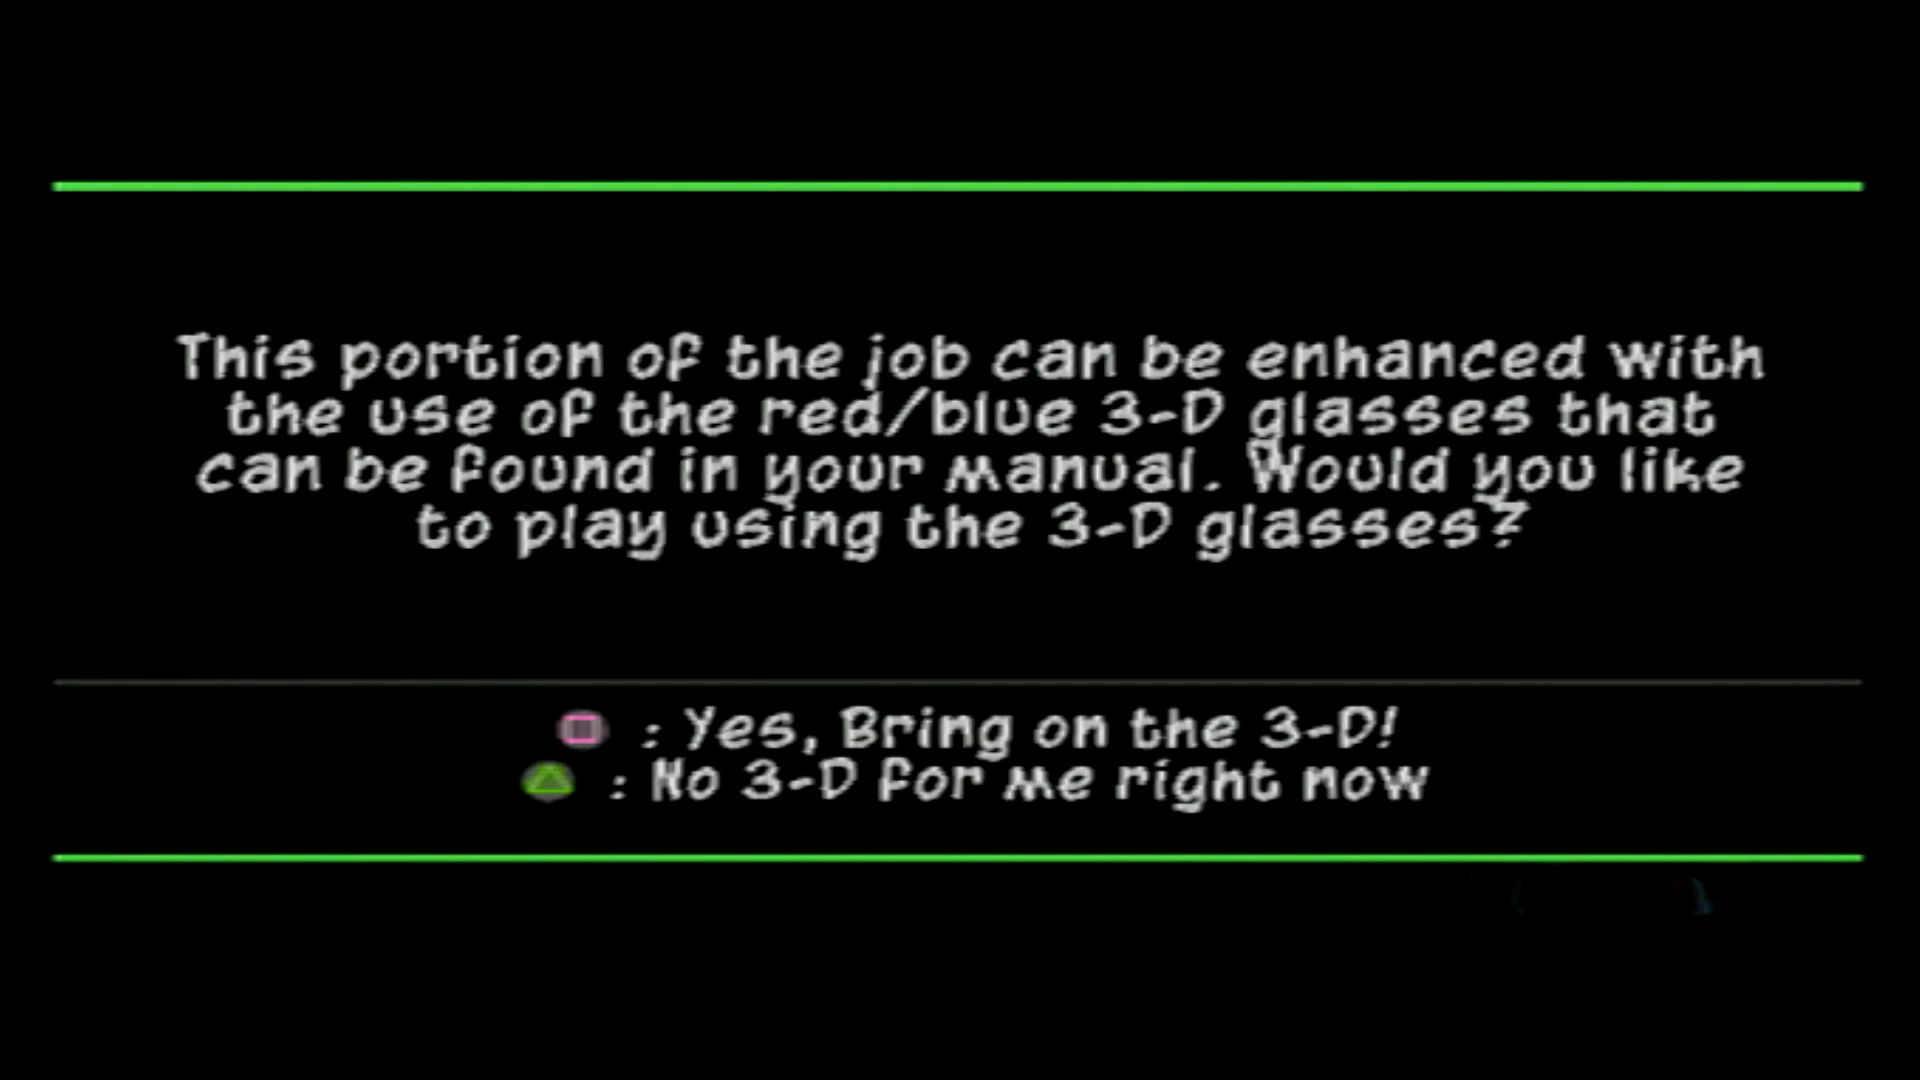 This portion of the job can be enhanced with
the use of the red/blue 3-D glasses that
can be found in your manual. Would you like
to play using the 3-D glasses?
: Yes, Bring on the 3-D!
: No 3-D for me right now